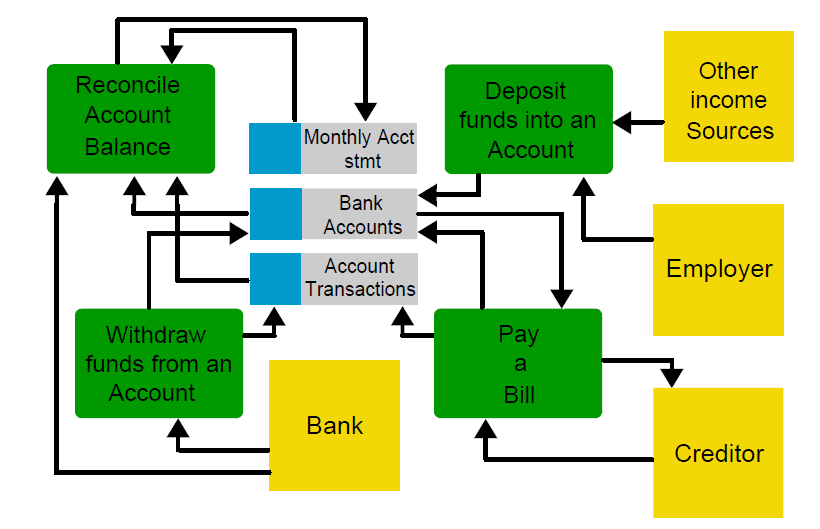 Reconcile
Account
Balance
Monthly Acct
stmt
Bank
Accounts
Account
Transactions
Deposit
funds into an
Account
Other
income
Sources
Employer
Withdraw
funds from an
Account
Bank
Pay
a
Bill
Creditor